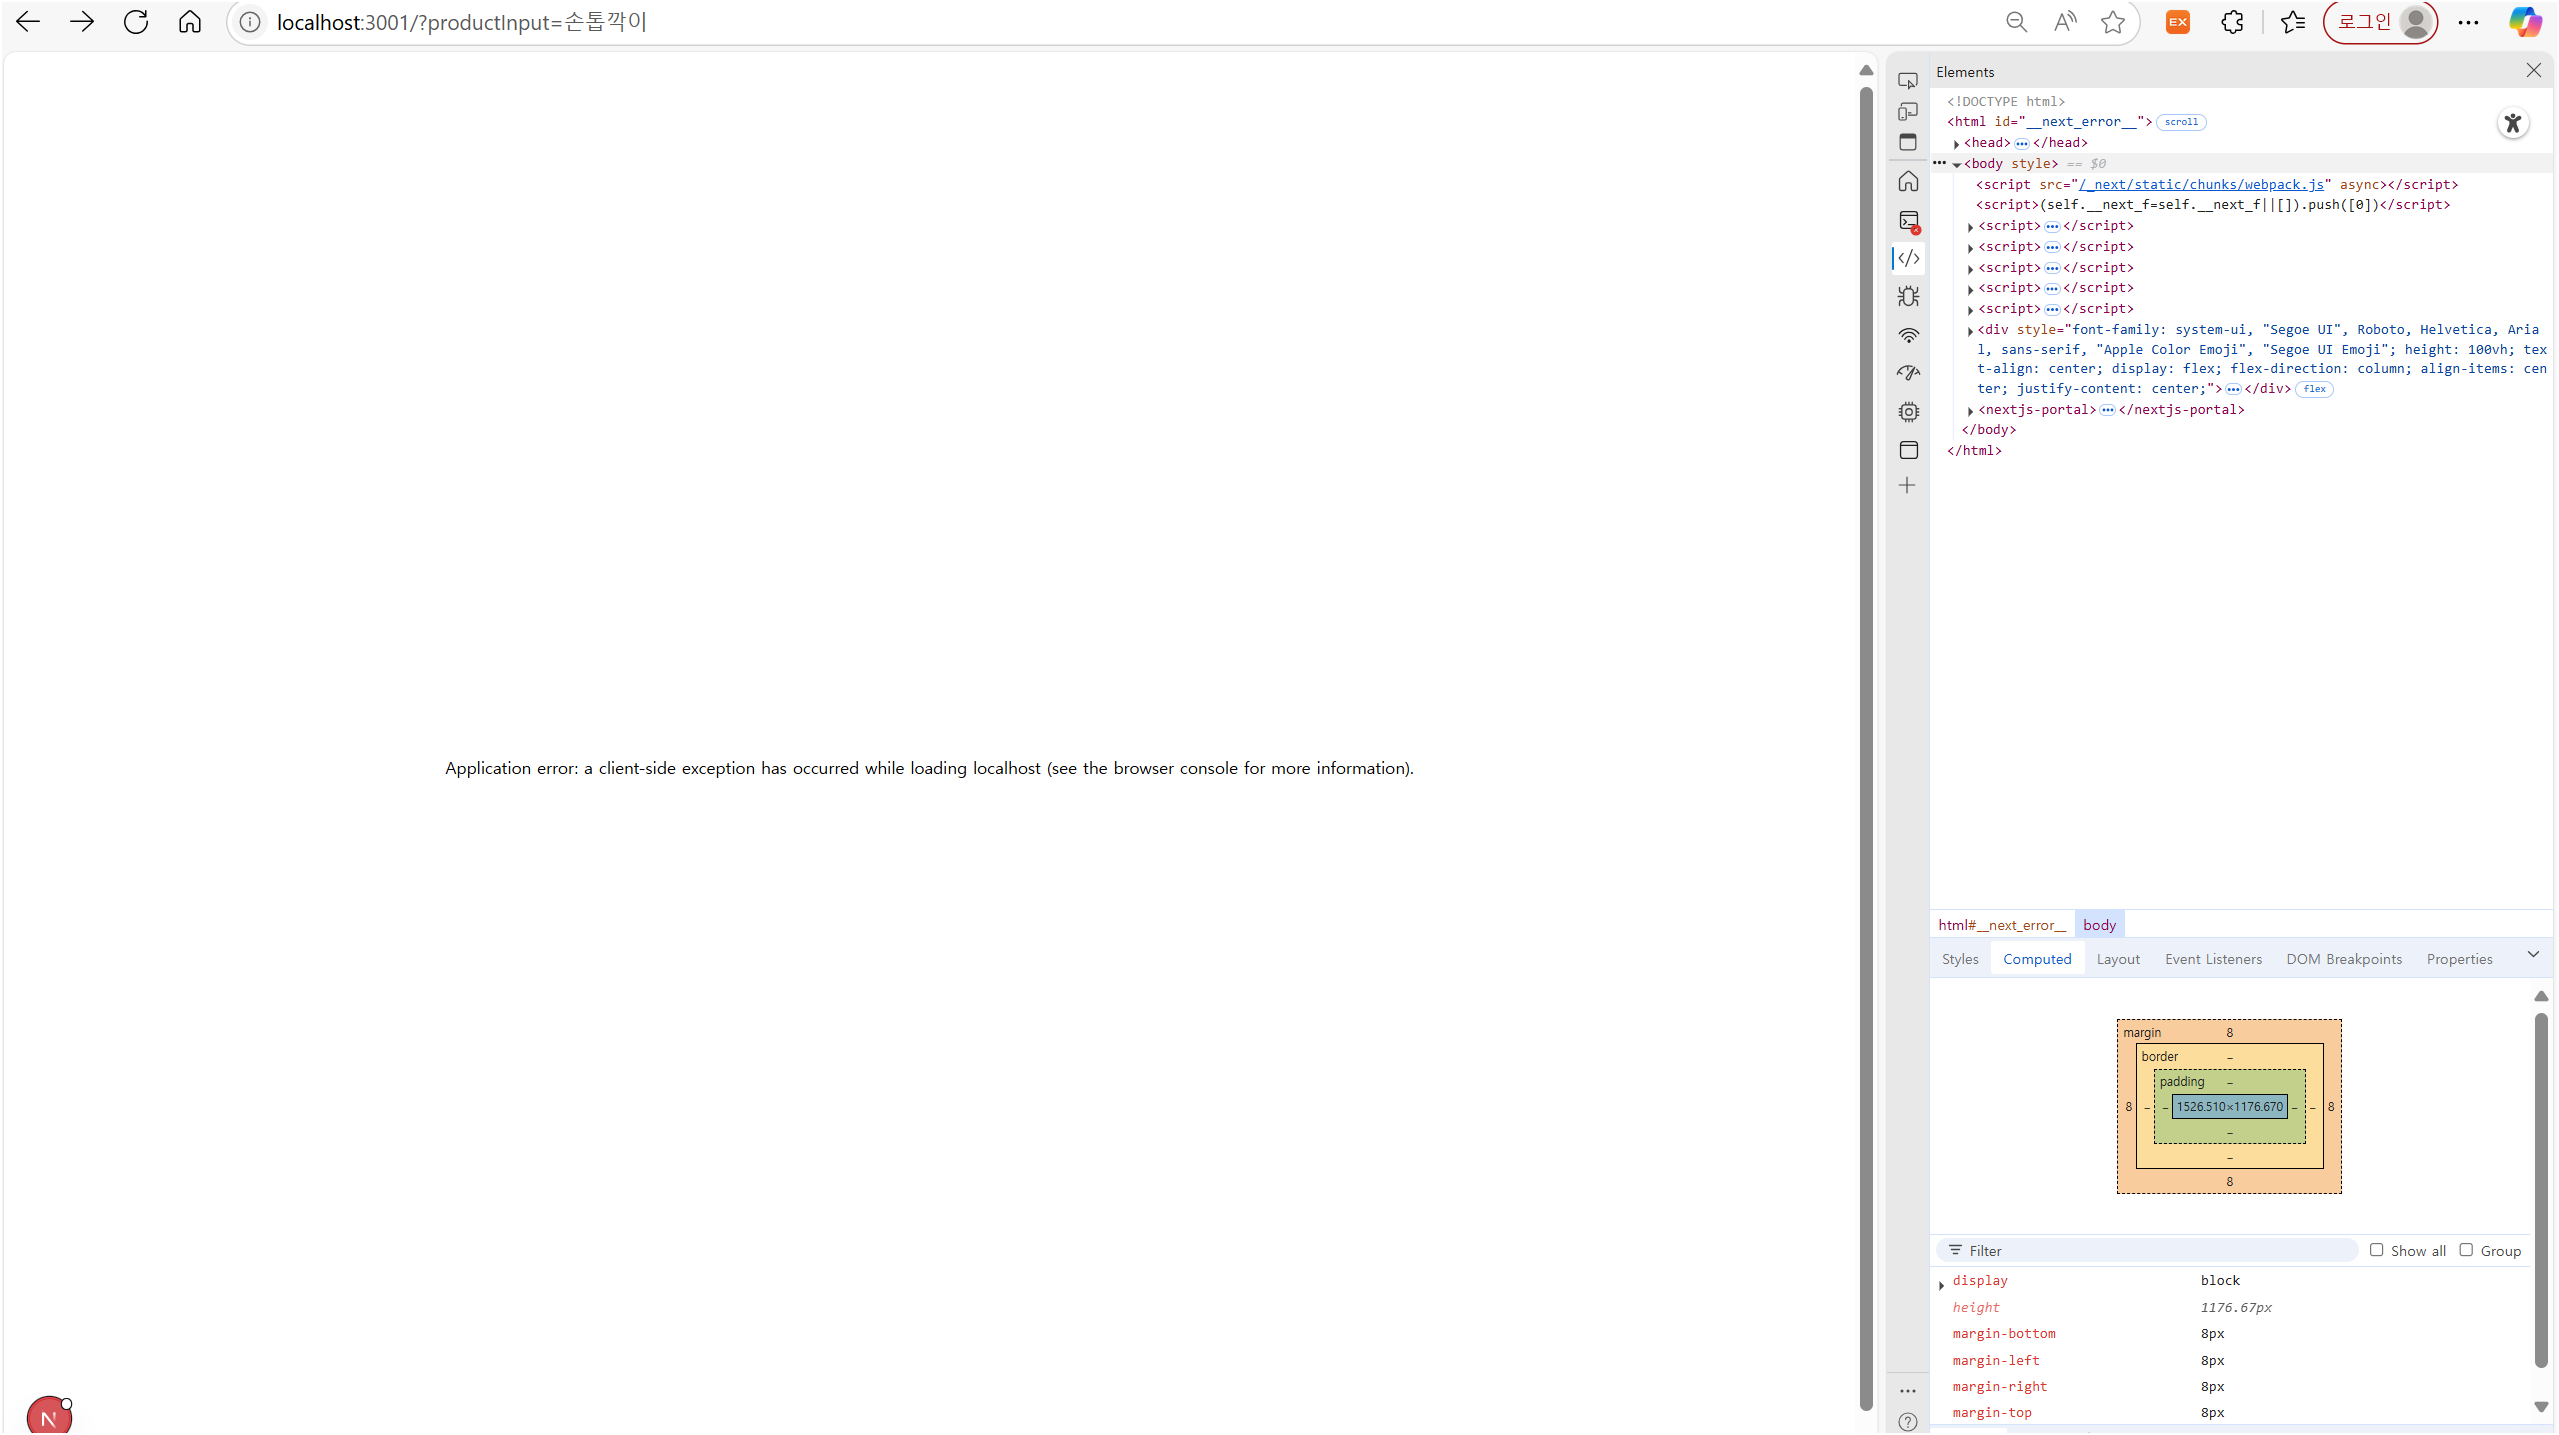 localhost:3001/?productInput=손톱깍이
EX
로그인
Application error: a client-side exception has occurred while loading localhost (see the browser console for more information).
N
Elements
<!DOCTYPE html>
<html id="__next_error__"> scroll
<head>•••</head>
••• <body style> == $0
<script src="/_next/static/chunks/webpack.js" async></script>
<script>(self.__next_f=self.__next_f||[]).push([0])</script>
<script>•••</script>
<script>•••</script>
<script>•••</script>
<script>•••</script>
<script>•••</script>
<div style="font-family: system-ui, "Segoe UI", Roboto, Helvetica, Aria
l, sans-serif, "Apple Color Emoji", "Segoe UI Emoji"; height: 100vh; tex
t-align: center; display: flex; flex-direction: column; align-items: cen
ter; justify-content: center;">•••</div> flex
<nextjs-portal>•••</nextjs-portal>
</body>
</html>
html#__next_error__ body
Styles Computed Layout Event Listeners DOM Breakpoints Properties
margin 8
border –
padding –
8 – – 1526.510×1176.670 – – 8
–
–
8
Filter Show all Group
display block
height 1176.67px
margin-bottom 8px
margin-left 8px
margin-right 8px
margin-top 8px